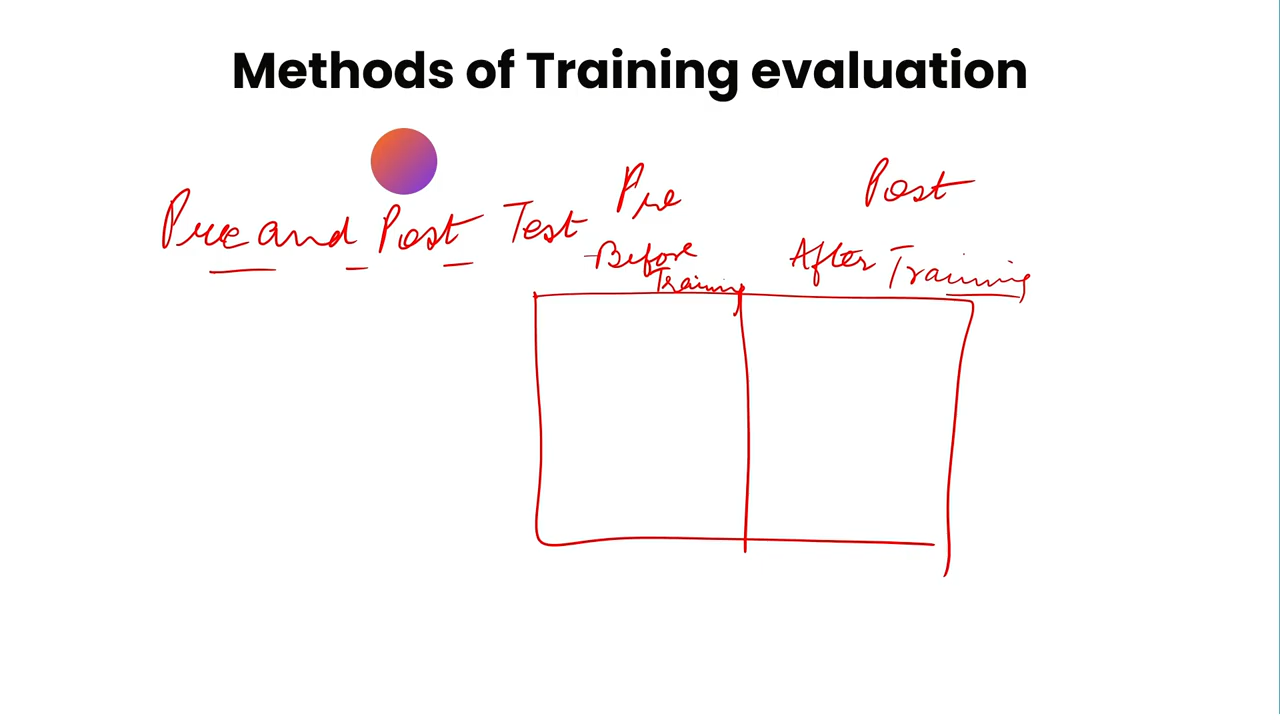 Methods of Training evaluation
Pre and Post Test
Pre
Before
Training
Post
After Training